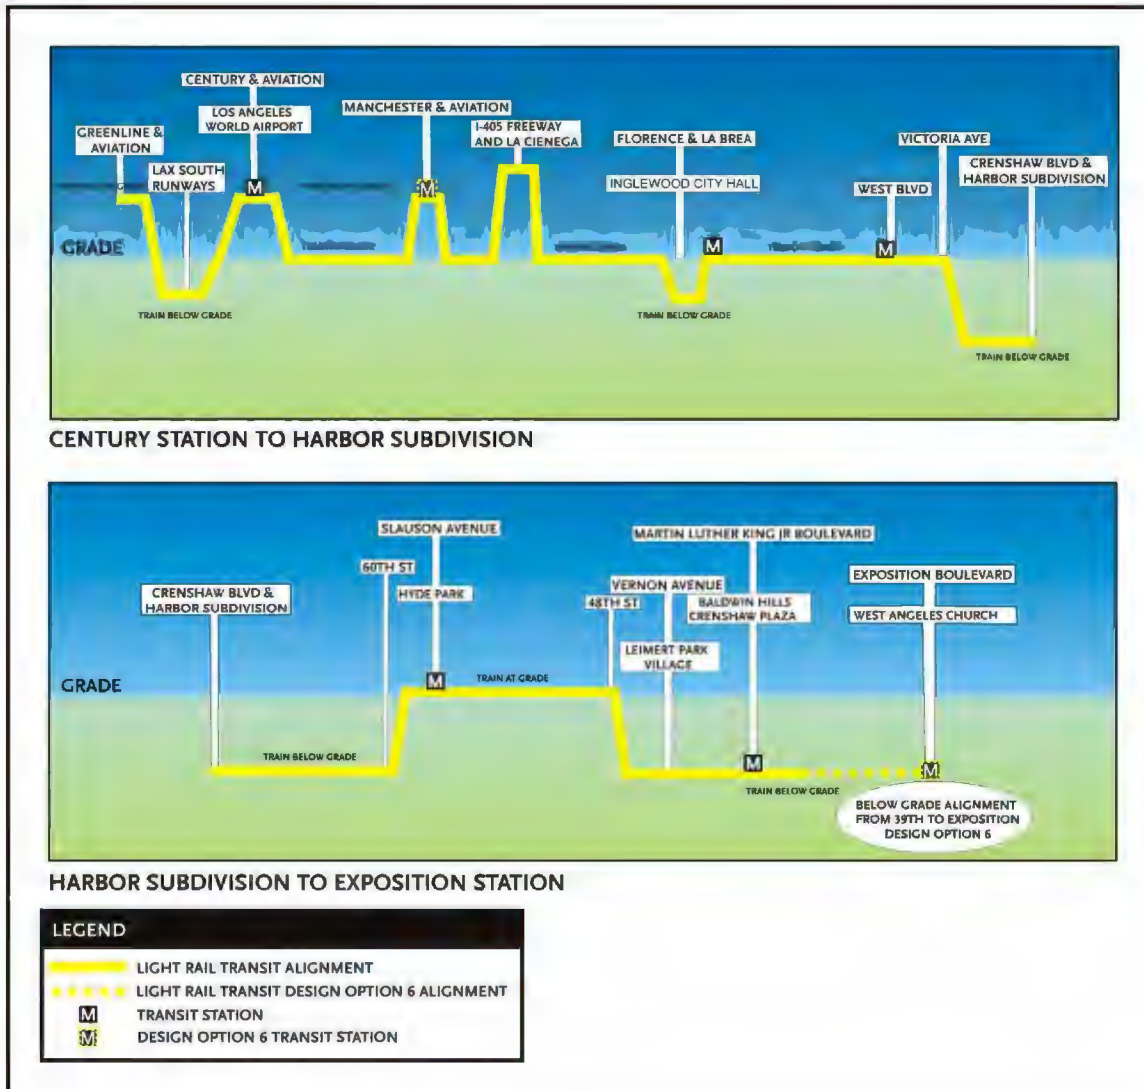 CENTURY & AVIATION
LOS ANGELES
WORLD AIRPORT
MANCHESTER & AVIATION
I-405 FREEWAY
AND LA CIENEGA
GREENLINE &
AVIATION
LAX SOUTH
RUNWAYS
FLORENCE & LA BREA
INGLEWOOD CITY HALL
VICTORIA AVE.
CRENSHAW BLVD &
HARBOR SUBDIVISION
WEST BLVD
M
M
M
M
GRADE
TRAIN BELOW GRADE
TRAIN BELOW GRADE
TRAIN BELOW GRADE
CENTURY STATION TO HARBOR SUBDIVISION
SLAUSON AVENUE
MARTIN LUTHER KING JR BOULEVARD
60TH ST
HYDE PARK
CRENSHAW BLVD &
HARBOR SUBDIVISION
VERNON AVENUE
48TH ST
BALDWIN HILLS
CRENSHAW PLAZA
EXPOSITION BOULEVARD
WEST ANGELES CHURCH
LEIMERT PARK
VILLAGE
GRADE
M
TRAIN AT GRADE
TRAIN BELOW GRADE
M
M
TRAIN BELOW GRADE
BELOW GRADE ALIGNMENT
FROM 39TH TO EXPOSITION
DESIGN OPTION 6
HARBOR SUBDIVISION TO EXPOSITION STATION
LEGEND
LIGHT RAIL TRANSIT ALIGNMENT
LIGHT RAIL TRANSIT DESIGN OPTION 6 ALIGNMENT
M TRANSIT STATION
M DESIGN OPTION 6 TRANSIT STATION